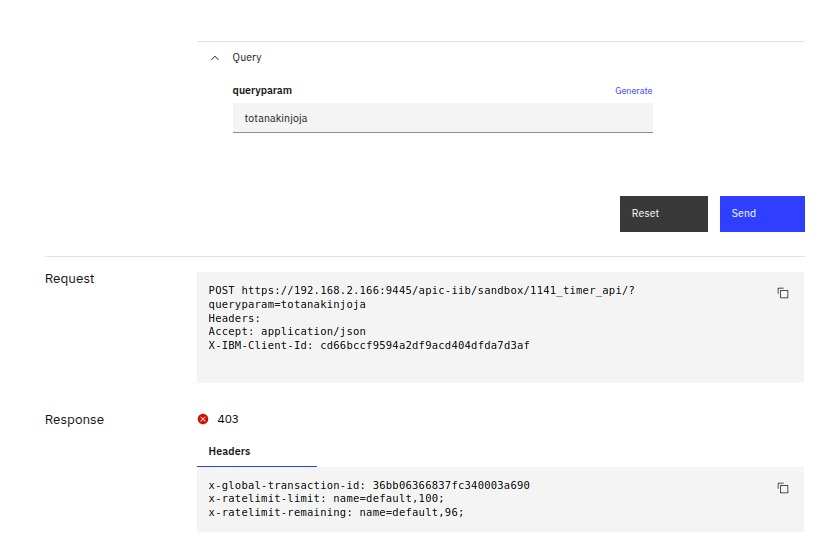 Query
queryparam
Generate
totanakinjoja
Reset
Send
Request
POST https://192.168.2.166:9445/apic-iib/sandbox/1141_timer_api/?
queryparam=totanakinjoja
Headers:
Accept: application/json
X-IBM-Client-Id: cd66bccf9594a2df9acd404dfda7d3af
Response
403
Headers
x-global-transaction-id: 36bb06366837fc340003a690
x-ratelimit-limit: name=default,100;
x-ratelimit-remaining: name=default,96;